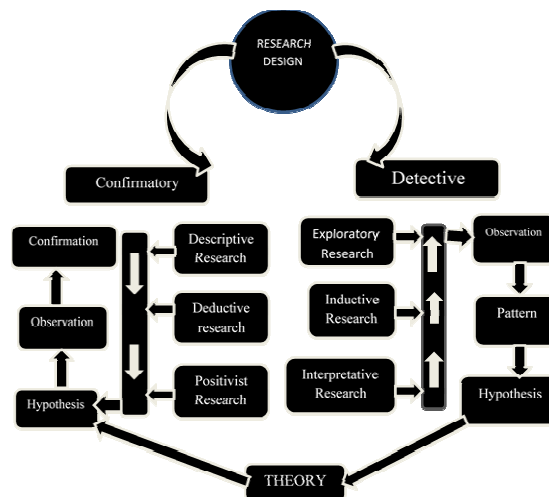 RESEARCH
DESIGN
Confirmatory
Detective
Confirmation
Observation
Hypothesis
Descriptive
Research
Deductive
research
Positivist
Research
Exploratory
Research
Inductive
Research
Interpretative
Research
Observation
Pattern
Hypothesis
THEORY